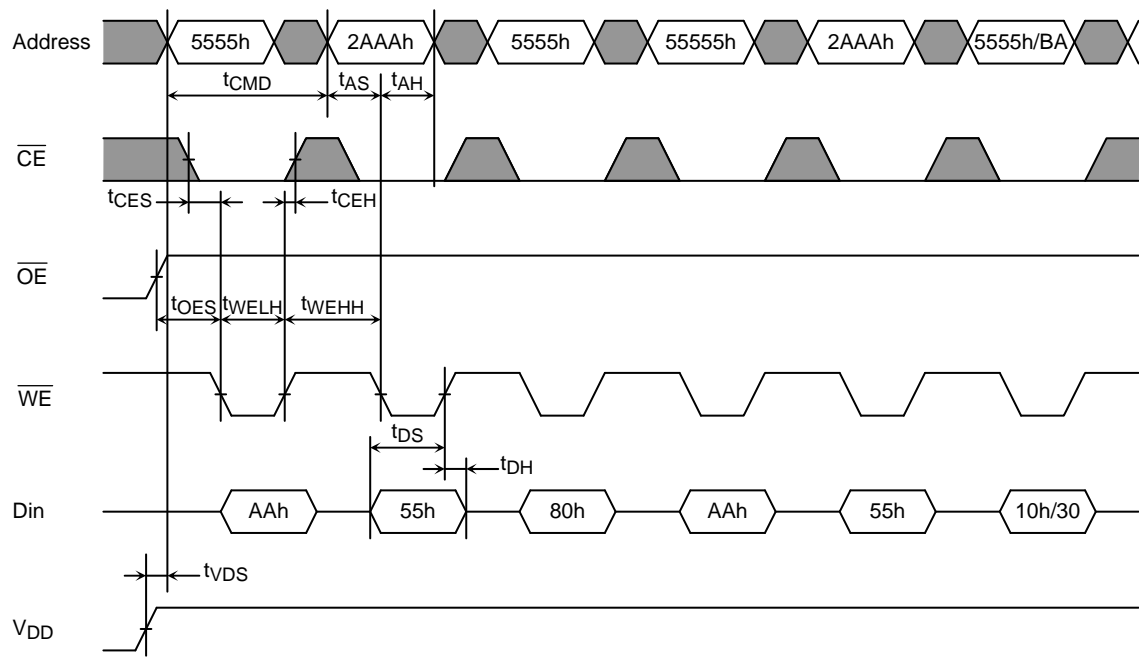 Address 5555h 2AAAh 5555h 55555h 2AAAh 5555h/BA
tCMD tAS tAH
CE
tCES tCEH
OE
tOES tWELH tWEHH
WE
tDS
tDH
Din AAh 55h 80h AAh 55h 10h/30
tVDS
VDD